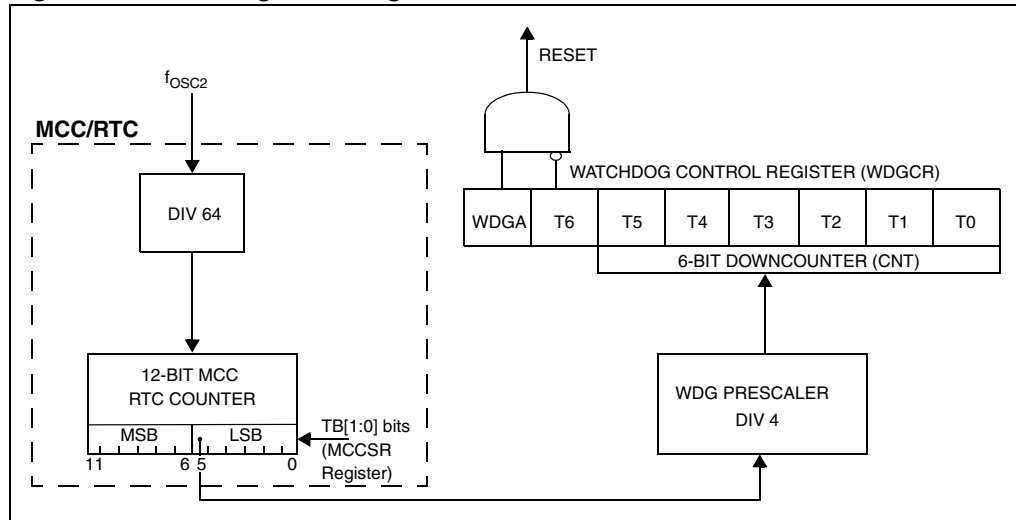 RESET
fOSC2
MCC/RTC
WATCHDOG CONTROL REGISTER (WDGCR)
DIV 64
WDGA T6 T5 T4 T3 T2 T1 T0
6-BIT DOWNCOUNTER (CNT)
12-BIT MCC
RTC COUNTER
WDG PRESCALER
DIV 4
MSB LSB
TB[1:0] bits
(MCCSR
Register)
11 6 5 0